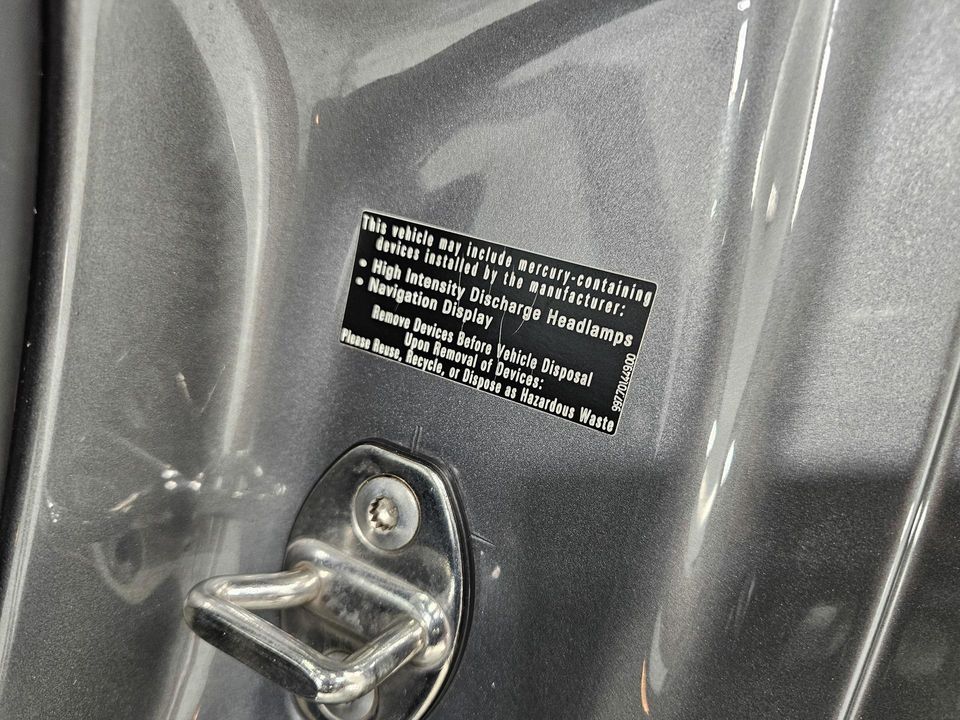 This vehicle may include mercury-containing
devices installed by the manufacturer:
• High Intensity Discharge Headlamps
• Navigation Display
Remove Devices Before Vehicle Disposal
Upon Removal of Devices:
Please Reuse, Recycle, or Dispose as Hazardous Waste
99770144900